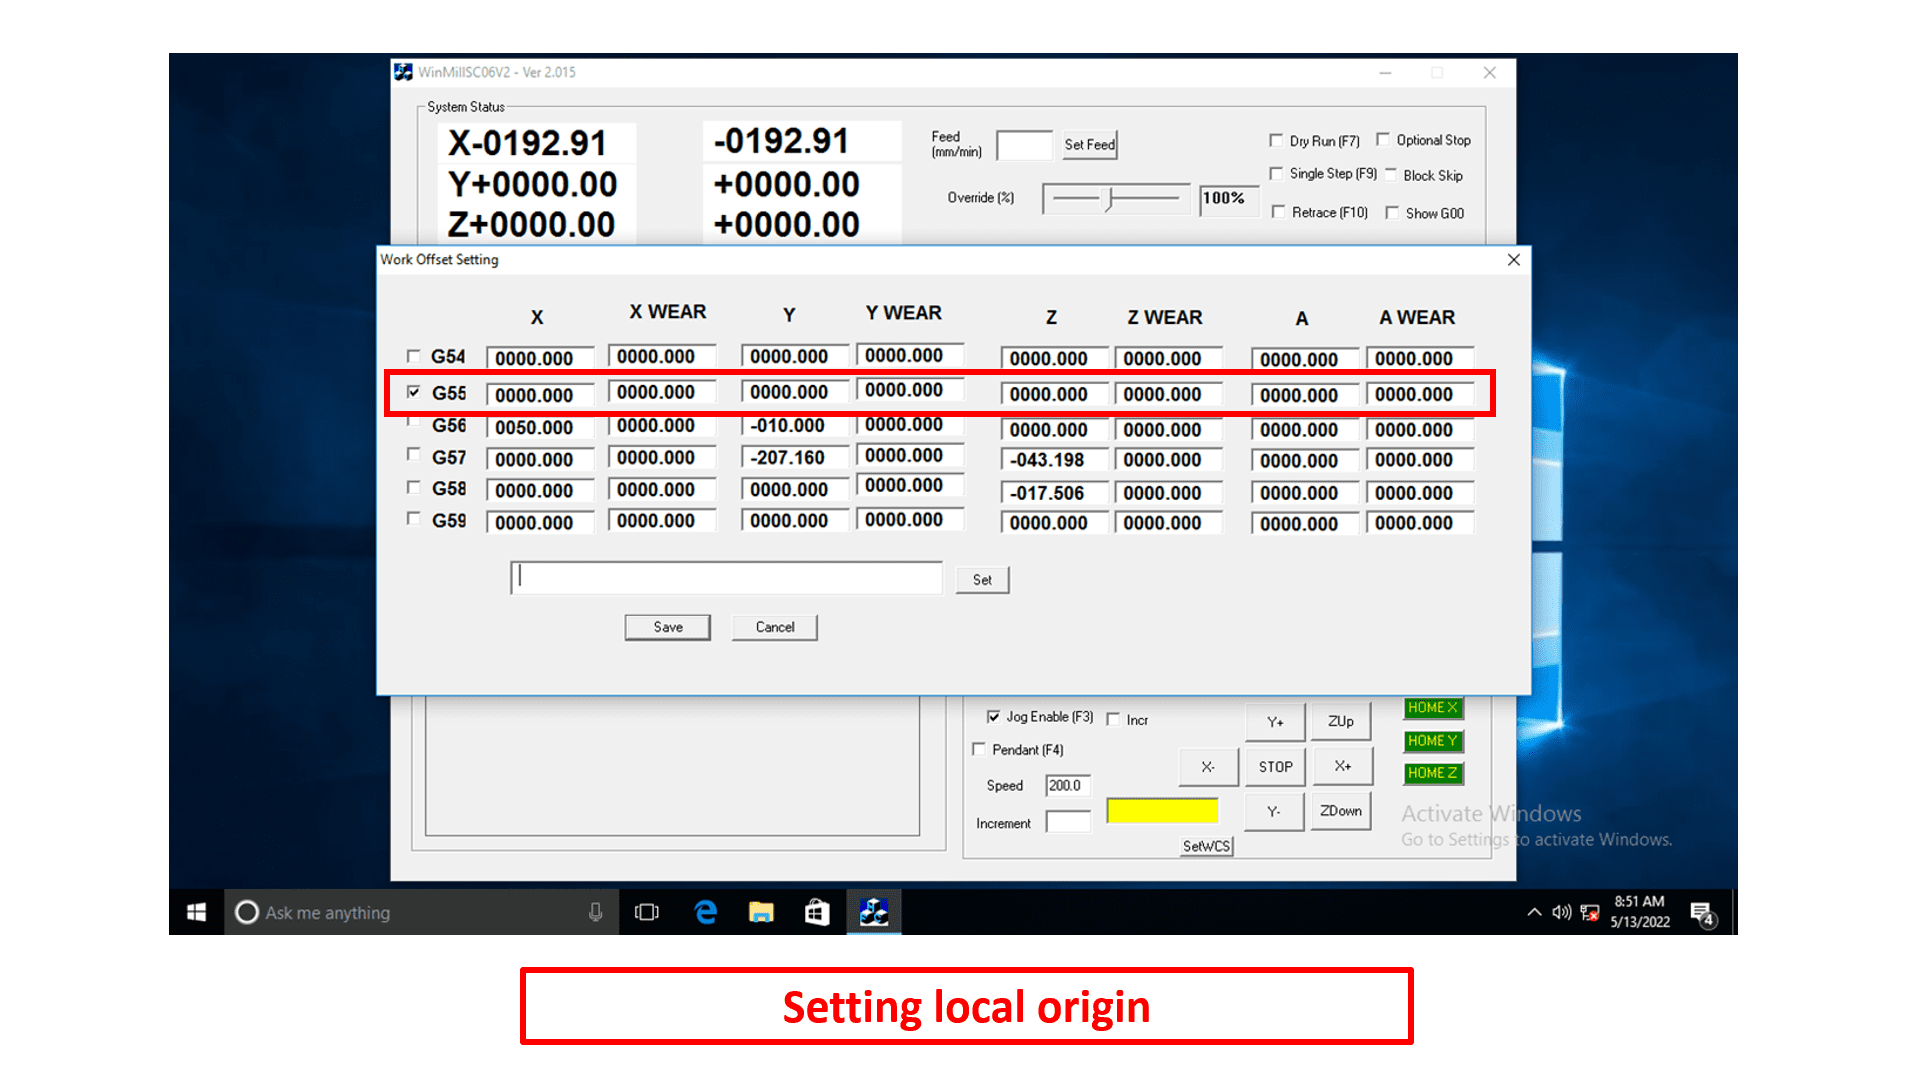 WinMillSC06V2 - Ver 2.015
System Status
X-0192.91 -0192.91
Y+0000.00 +0000.00
Z+0000.00 +0000.00
Feed
(mm/min)
Set Feed
Override (%)
100%
Dry Run (F7) Optional Stop
Single Step (F9) Block Skip
Retrace (F10) Show G00
Work Offset Setting
X X WEAR Y Y WEAR Z Z WEAR A A WEAR
G54 0000.000 0000.000 0000.000 0000.000 0000.000 0000.000 0000.000 0000.000
G55 0000.000 0000.000 0000.000 0000.000 0000.000 0000.000 0000.000 0000.000
G56 0050.000 0000.000 -010.000 0000.000 0000.000 0000.000 0000.000 0000.000
G57 0000.000 0000.000 -207.160 0000.000 -043.198 0000.000 0000.000 0000.000
G58 0000.000 0000.000 0000.000 0000.000 -017.506 0000.000 0000.000 0000.000
G59 0000.000 0000.000 0000.000 0000.000 0000.000 0000.000 0000.000 0000.000
Set
Save Cancel
Jog Enable (F3) Incr
Pendant (F4)
Speed 200.0
Increment
Y+ ZUp
X- STOP X+
Y- ZDown
SetWCS
HOME X
HOME Y
HOME Z
Activate Windows
Go to Settings to activate Windows.
Ask me anything
8:51 AM
5/13/2022
4
Setting local origin